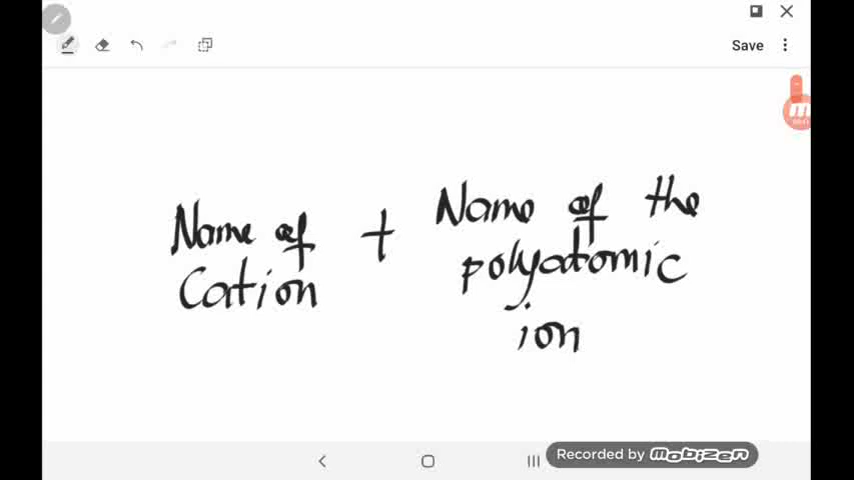 Save
Name of + Name of the
Cation polyatomic
ion
Recorded by mobizen